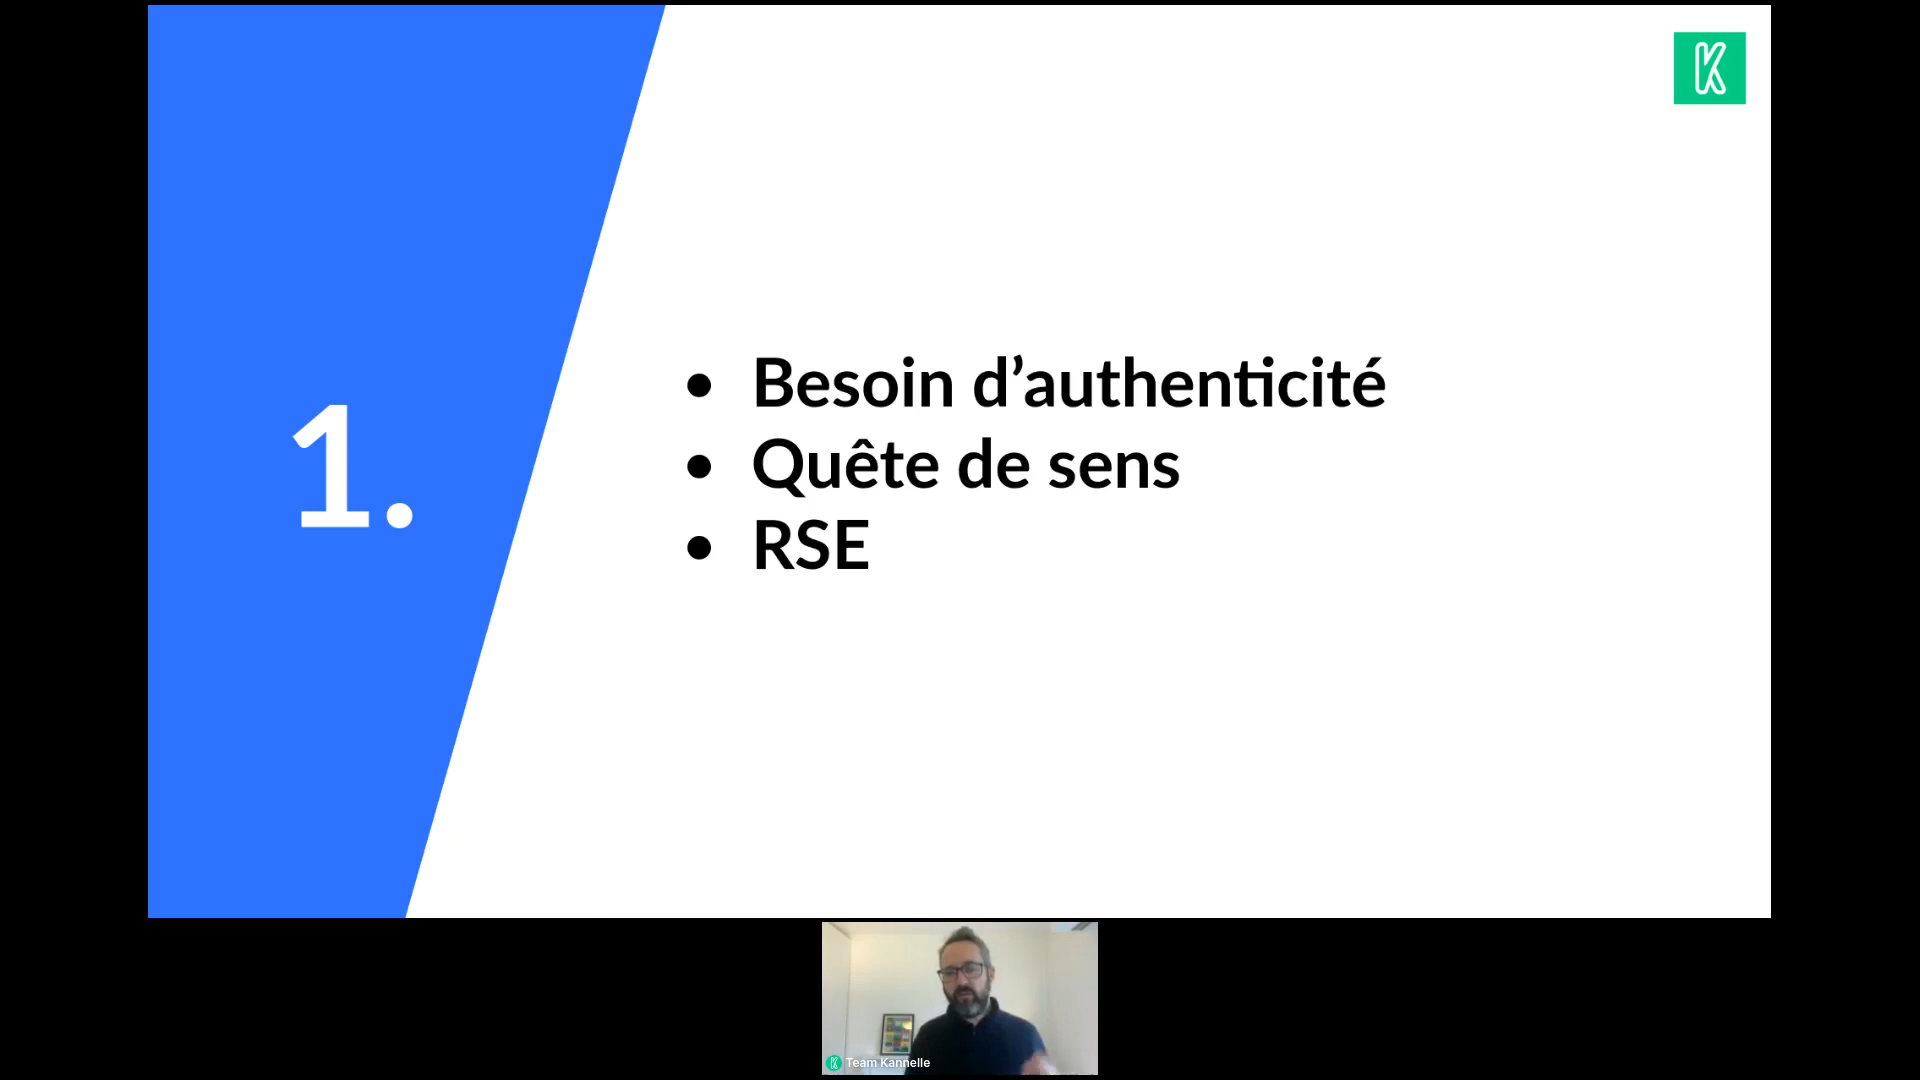 K
1.
• Besoin d’authenticité
• Quête de sens
• RSE
K Team Kannelle